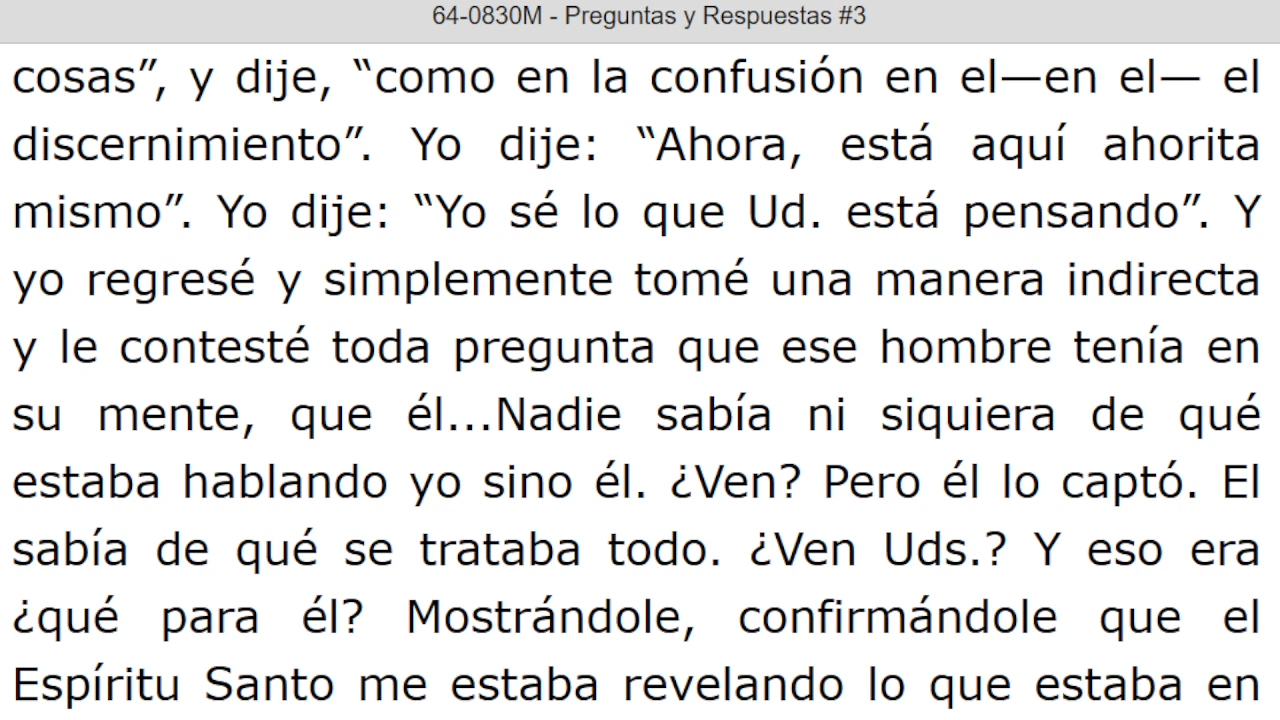 64-0830M - Preguntas y Respuestas #3
cosas”, y dije, “como en la confusión en el—en el— el
discernimiento”. Yo dije: “Ahora, está aquí ahorita
mismo”. Yo dije: “Yo sé lo que Ud. está pensando”. Y
yo regresé y simplemente tomé una manera indirecta
y le contesté toda pregunta que ese hombre tenía en
su mente, que él...Nadie sabía ni siquiera de qué
estaba hablando yo sino él. ¿Ven? Pero él lo captó. El
sabía de qué se trataba todo. ¿Ven Uds.? Y eso era
¿qué para él? Mostrándole, confirmándole que el
Espíritu Santo me estaba revelando lo que estaba en